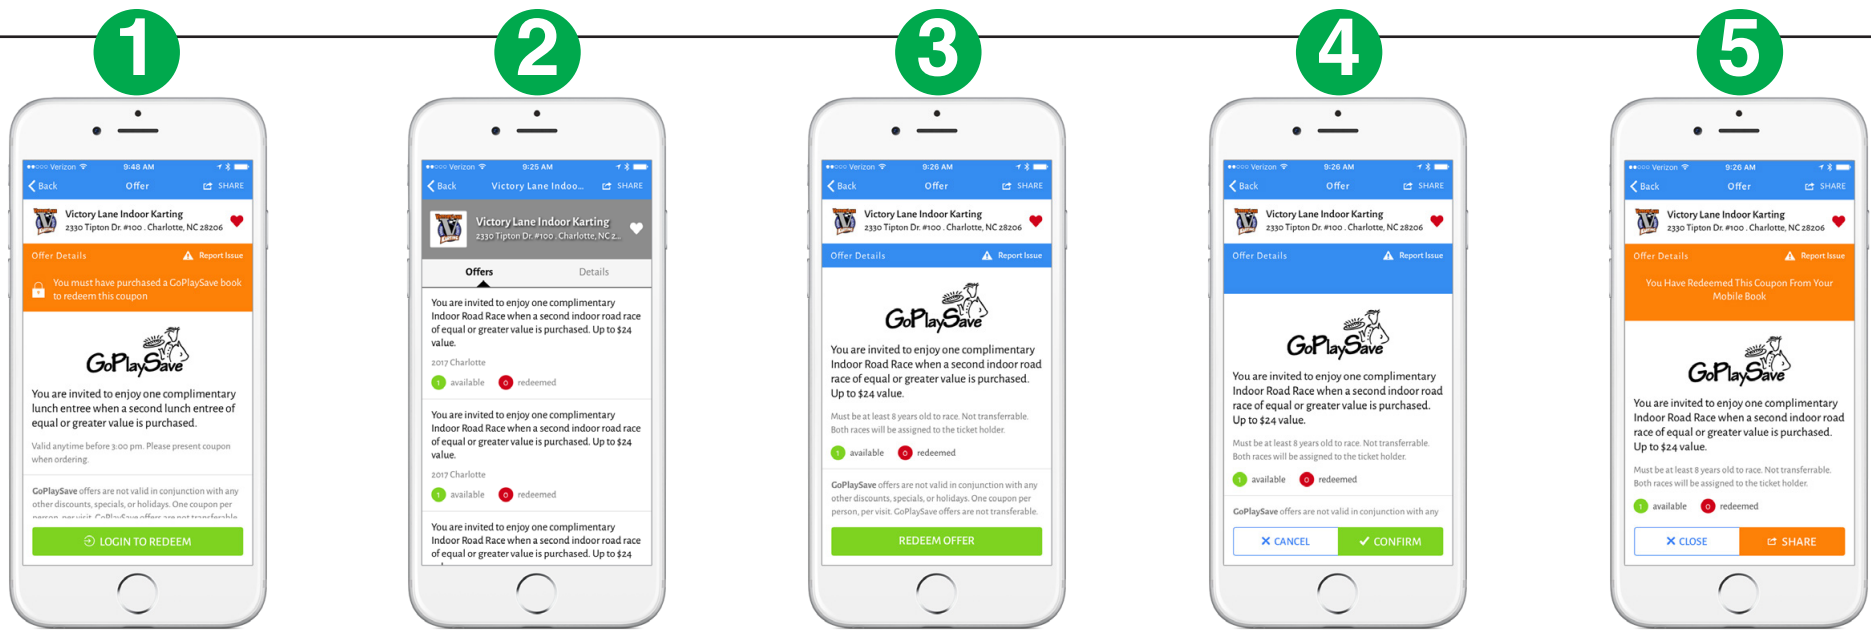 1
9:48 AM
Verizon
Back
Offer
SHARE
Victory Lane Indoor Karting
2330 Tipton Dr. #100 . Charlotte, NC 28206
Offer Details
Report Issue
You must have purchased a GoPlaySave book
to redeem this coupon
GoPlaySave
You are invited to enjoy one complimentary
lunch entree when a second lunch entree of
equal or greater value is purchased.
Valid anytime before 3:00 pm. Please present coupon
when ordering.
GoPlaySave offers are not valid in conjunction with any
other discounts, specials, or holidays. One coupon per
person, per visit. GoPlaySave offers are not transferable.
LOGIN TO REDEEM
2
Verizon
9:25 AM
Back
Victory Lane Indoo...
SHARE
Victory Lane Indoor Karting
2330 Tipton Dr. #100 . Charlotte, NC 2...
Offers
Details
You are invited to enjoy one complimentary
Indoor Road Race when a second indoor road race
of equal or greater value is purchased. Up to $24
value.
2017 Charlotte
1 available 0 redeemed
You are invited to enjoy one complimentary
Indoor Road Race when a second indoor road race
of equal or greater value is purchased. Up to $24
value.
2017 Charlotte
1 available 0 redeemed
You are invited to enjoy one complimentary
Indoor Road Race when a second indoor road race
of equal or greater value is purchased. Up to $24
3
Verizon
9:26 AM
Back
Offer
SHARE
Victory Lane Indoor Karting
2330 Tipton Dr. #100 . Charlotte, NC 28206
Offer Details
Report Issue
GoPlaySave
You are invited to enjoy one complimentary
Indoor Road Race when a second indoor road
race of equal or greater value is purchased.
Up to $24 value.
Must be at least 8 years old to race. Not transferrable.
Both races will be assigned to the ticket holder.
1 available 0 redeemed
GoPlaySave offers are not valid in conjunction with any
other discounts, specials, or holidays. One coupon per
person, per visit. GoPlaySave offers are not transferable.
REDEEM OFFER
4
Verizon
9:26 AM
Back
Offer
SHARE
Victory Lane Indoor Karting
2330 Tipton Dr. #100 . Charlotte, NC 28206
Offer Details
Report Issue
GoPlaySave
You are invited to enjoy one complimentary
Indoor Road Race when a second indoor road
race of equal or greater value is purchased.
Up to $24 value.
Must be at least 8 years old to race. Not transferrable.
Both races will be assigned to the ticket holder.
1 available 0 redeemed
GoPlaySave offers are not valid in conjunction with any
CANCEL
CONFIRM
5
Verizon
9:26 AM
Back
Offer
SHARE
Victory Lane Indoor Karting
2330 Tipton Dr. #100 . Charlotte, NC 28206
Offer Details
Report Issue
You Have Redeemed This Coupon From Your
Mobile Book
GoPlaySave
You are invited to enjoy one complimentary
Indoor Road Race when a second indoor road
race of equal or greater value is purchased.
Up to $24 value.
Must be at least 8 years old to race. Not transferrable.
Both races will be assigned to the ticket holder.
1 available 0 redeemed
CLOSE
SHARE